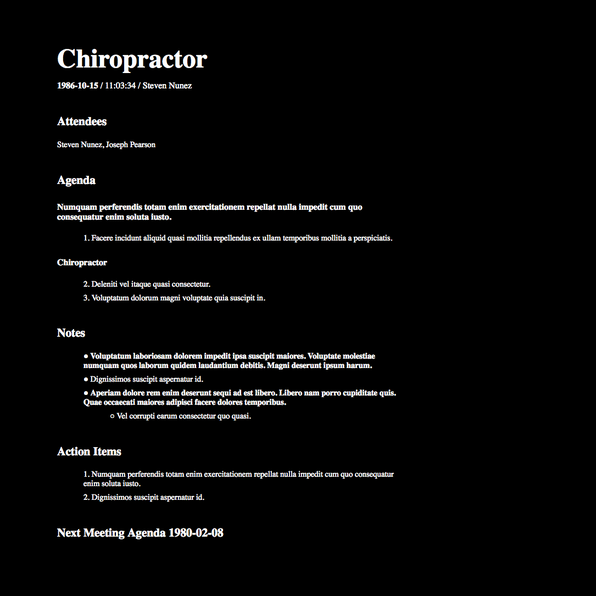 Chiropractor
1986-10-15 / 11:03:34 / Steven Nunez
Attendees
Steven Nunez, Joseph Pearson
Agenda
Numquam perferendis totam enim exercitationem repellat nulla impedit cum quo
consequatur enim soluta iusto.
1. Facere incidunt aliquid quasi mollitia repellendus ex ullam temporibus mollitia a perspiciatis.
Chiropractor
2. Deleniti vel itaque quasi consectetur.
3. Voluptatum dolorum magni voluptate quia suscipit in.
Notes
● Voluptatum laboriosam dolorem impedit ipsa suscipit maiores. Voluptate molestiae
numquam quos laborum quidem laudantium debitis. Magni deserunt ipsum harum.
● Dignissimos suscipit aspernatur id.
● Aperiam dolore rem enim deserunt sequi ad est libero. Libero nam porro cupiditate quis.
Quae occaecati maiores adipisci facere dolores temporibus.
○ Vel corrupti earum consectetur quo quasi.
Action Items
1. Numquam perferendis totam enim exercitationem repellat nulla impedit cum quo consequatur
enim soluta iusto.
2. Dignissimos suscipit aspernatur id.
Next Meeting Agenda 1980-02-08